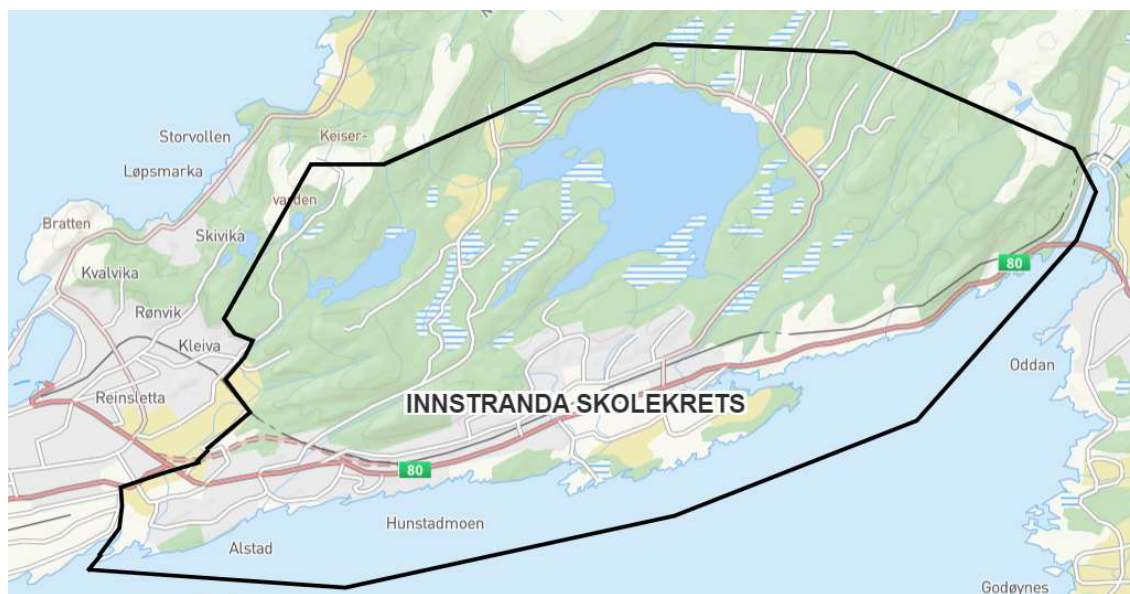 N
Storvollen
Keiser-
Løpsmarka
varden
Bratten
Skivika
Kvalvika
80
Rønvik
Kleiva
Oddan
Reinsletta
INNSTRANDA SKOLEKRETS
80
Hunstadmoen
Alstad
Godøynes